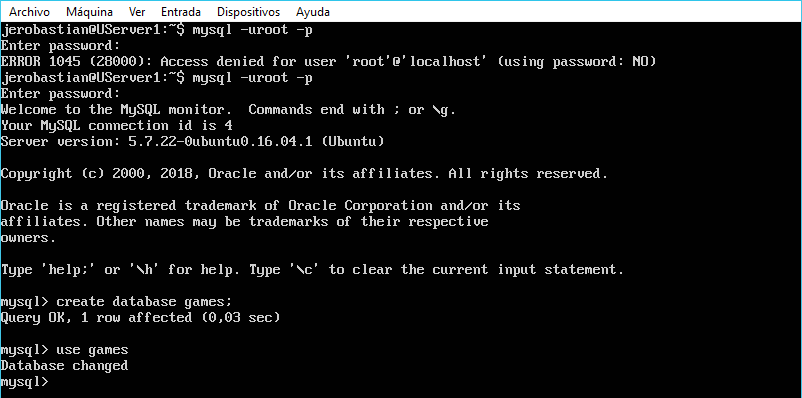 Archivo Máquina Ver Entrada Dispositivos Ayuda
jerobastian@UServer1:~$ mysql -uroot -p
Enter password:
ERROR 1045 (28000): Access denied for user 'root'@'localhost' (using password: NO)
jerobastian@UServer1:~$ mysql -uroot -p
Enter password:
Welcome to the MySQL monitor.  Commands end with ; or \g.
Your MySQL connection id is 4
Server version: 5.7.22-0ubuntu0.16.04.1 (Ubuntu)
Copyright (c) 2000, 2018, Oracle and/or its affiliates. All rights reserved.
Oracle is a registered trademark of Oracle Corporation and/or its
affiliates. Other names may be trademarks of their respective
owners.
Type 'help;' or '\h' for help. Type '\c' to clear the current input statement.
mysql> create database games;
Query OK, 1 row affected (0,03 sec)
mysql> use games
Database changed
mysql>